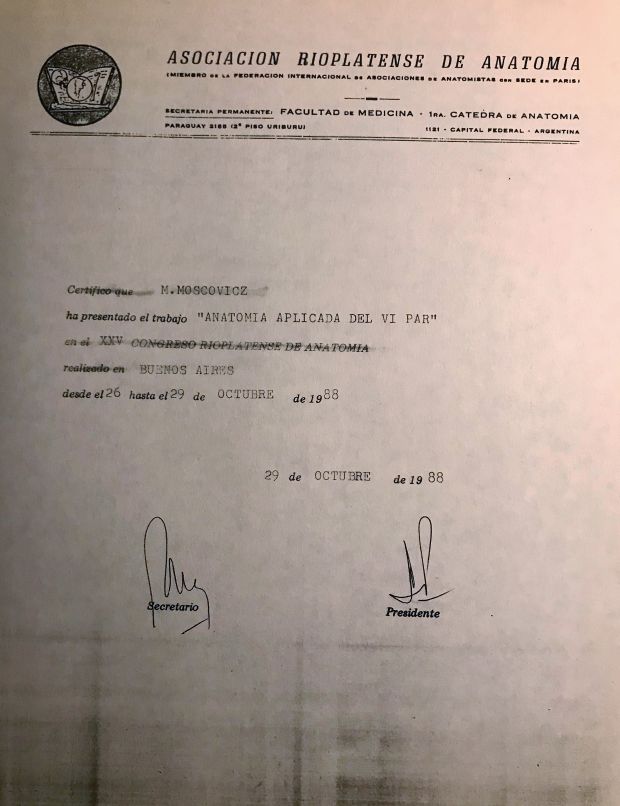 ASOCIACION RIOPLATENSE DE ANATOMIA
(MIEMBRO DE LA FEDERACION INTERNACIONAL DE ASOCIACIONES DE ANATOMISTAS CON SEDE EN PARIS)
SECRETARIA PERMANENTE: FACULTAD DE MEDICINA · 1RA. CATEDRA DE ANATOMIA
PARAGUAY 2155 (2º PISO URIBURU) 1121 - CAPITAL FEDERAL - ARGENTINA
Certifico que M.MOSCOVICZ
ha presentado el trabajo "ANATOMIA APLICADA DEL VI PAR"
en el XXV CONGRESO RIOPLATENSE DE ANATOMIA
realizado en BUENOS AIRES
desde el 26 hasta el 29 de OCTUBRE de 1988
29 de OCTUBRE de 19 88
Secretario Presidente